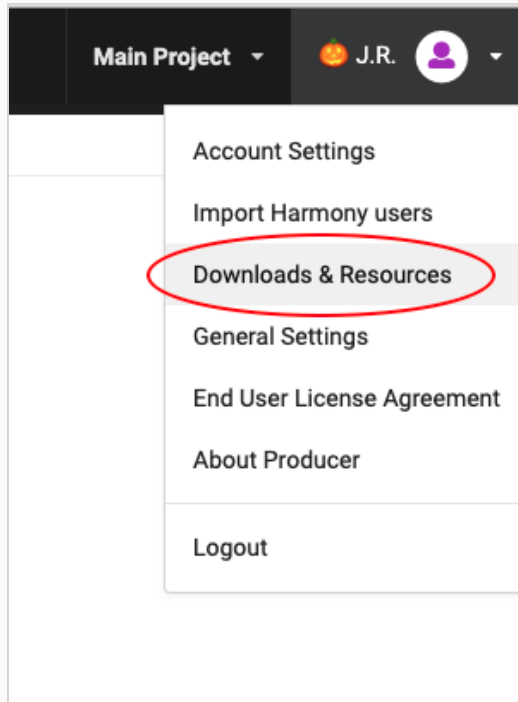 Main Project 🎃 J.R.
Account Settings
Import Harmony users
Downloads & Resources
General Settings
End User License Agreement
About Producer
Logout